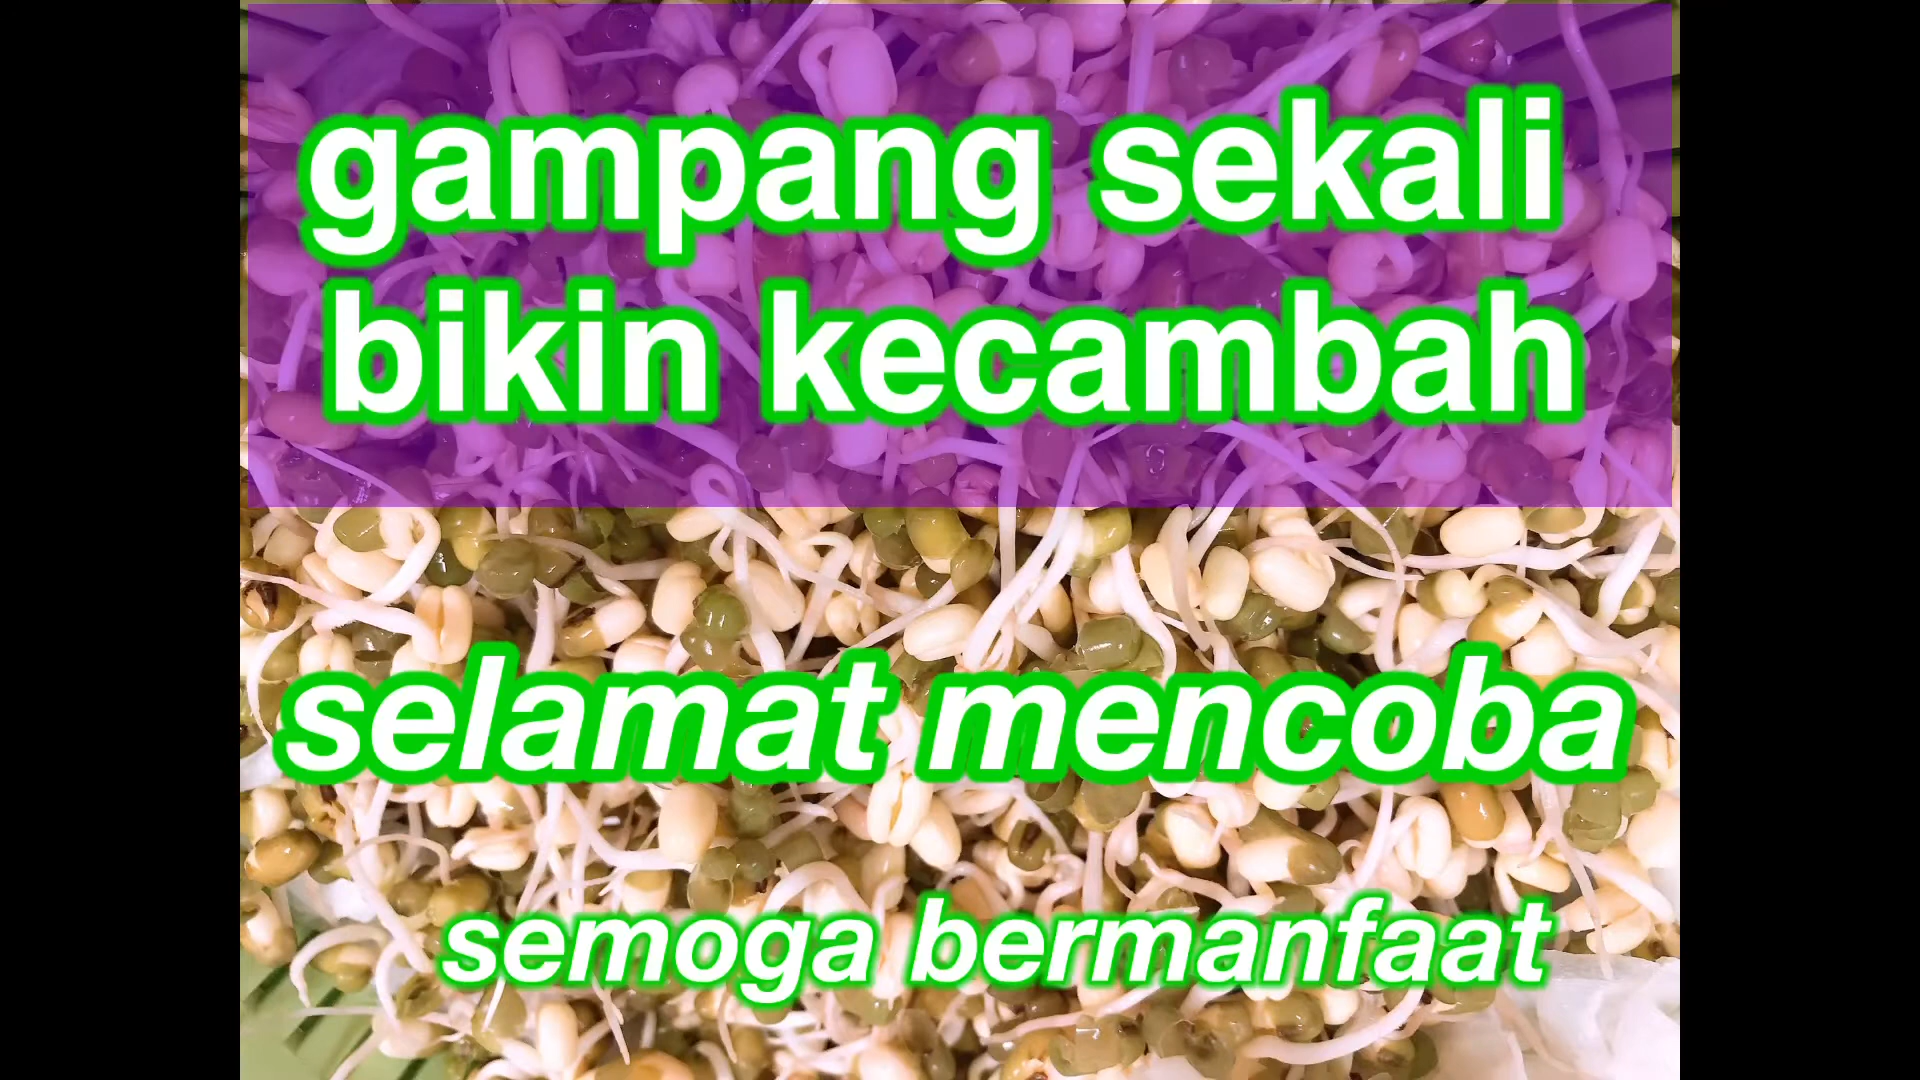 gampang sekali
bikin kecambah
selamat mencoba
semoga bermanfaat